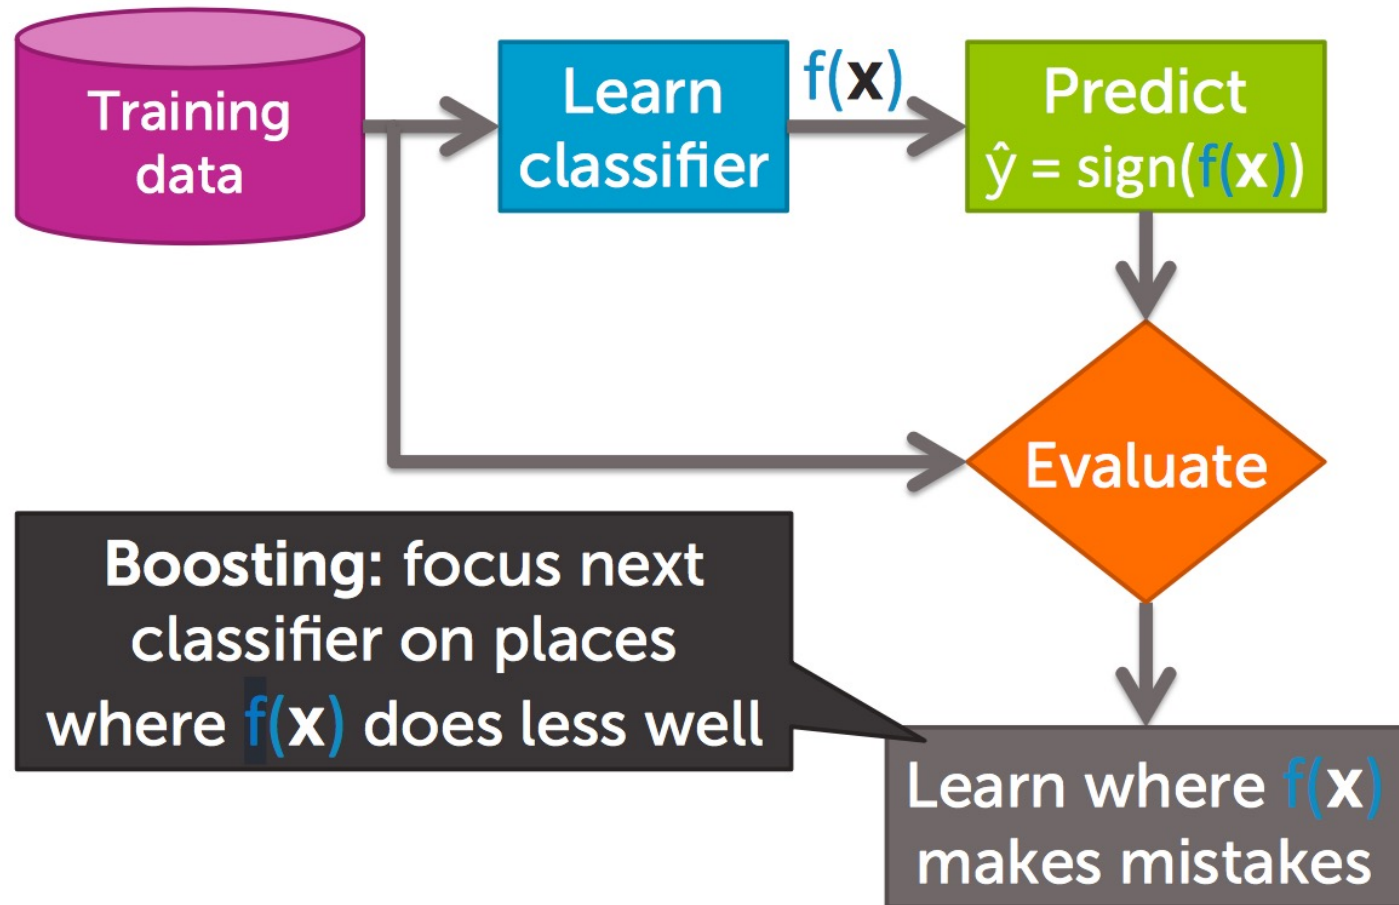 Training
data
Learn
classifier
f(x)
Predict
ŷ = sign(f(x))
Evaluate
Boosting: focus next
classifier on places
where f(x) does less well
Learn where f(x)
makes mistakes